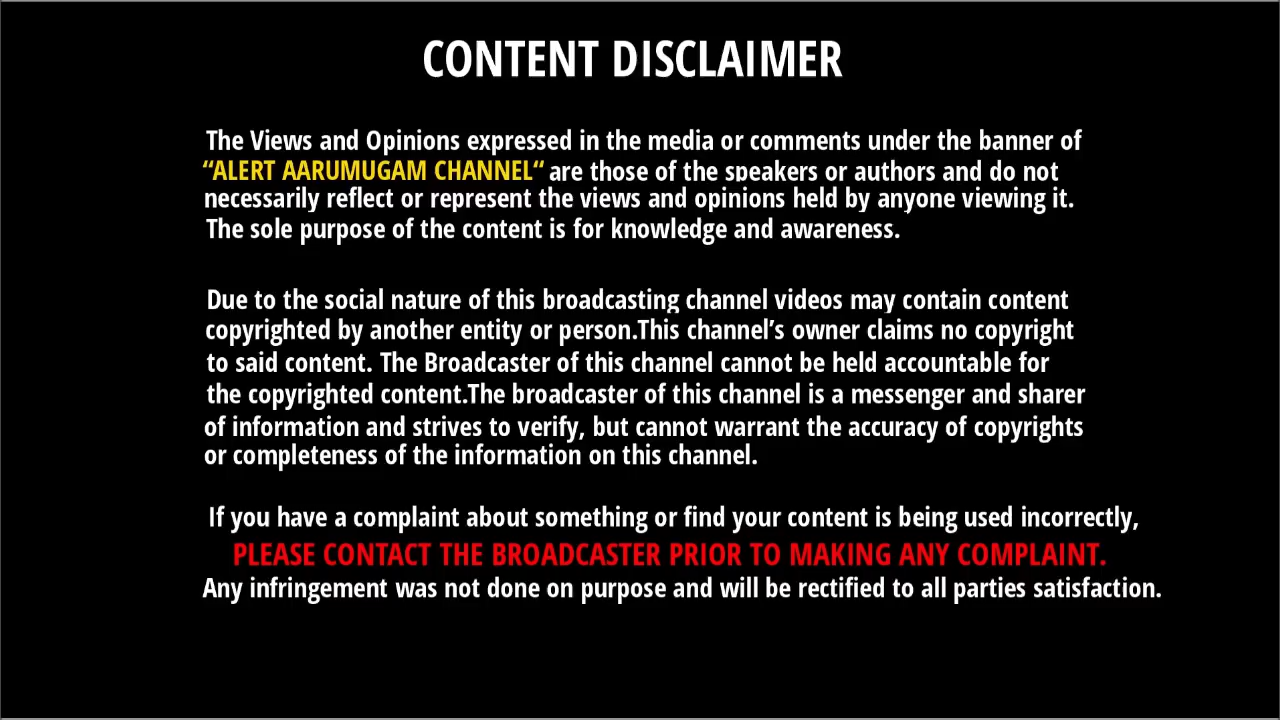 CONTENT DISCLAIMER
The Views and Opinions expressed in the media or comments under the banner of
“ALERT AARUMUGAM CHANNEL“ are those of the speakers or authors and do not
necessarily reflect or represent the views and opinions held by anyone viewing it.
The sole purpose of the content is for knowledge and awareness.
Due to the social nature of this broadcasting channel videos may contain content
copyrighted by another entity or person.This channel’s owner claims no copyright
to said content. The Broadcaster of this channel cannot be held accountable for
the copyrighted content.The broadcaster of this channel is a messenger and sharer
of information and strives to verify, but cannot warrant the accuracy of copyrights
or completeness of the information on this channel.
If you have a complaint about something or find your content is being used incorrectly,
PLEASE CONTACT THE BROADCASTER PRIOR TO MAKING ANY COMPLAINT.
Any infringement was not done on purpose and will be rectified to all parties satisfaction.